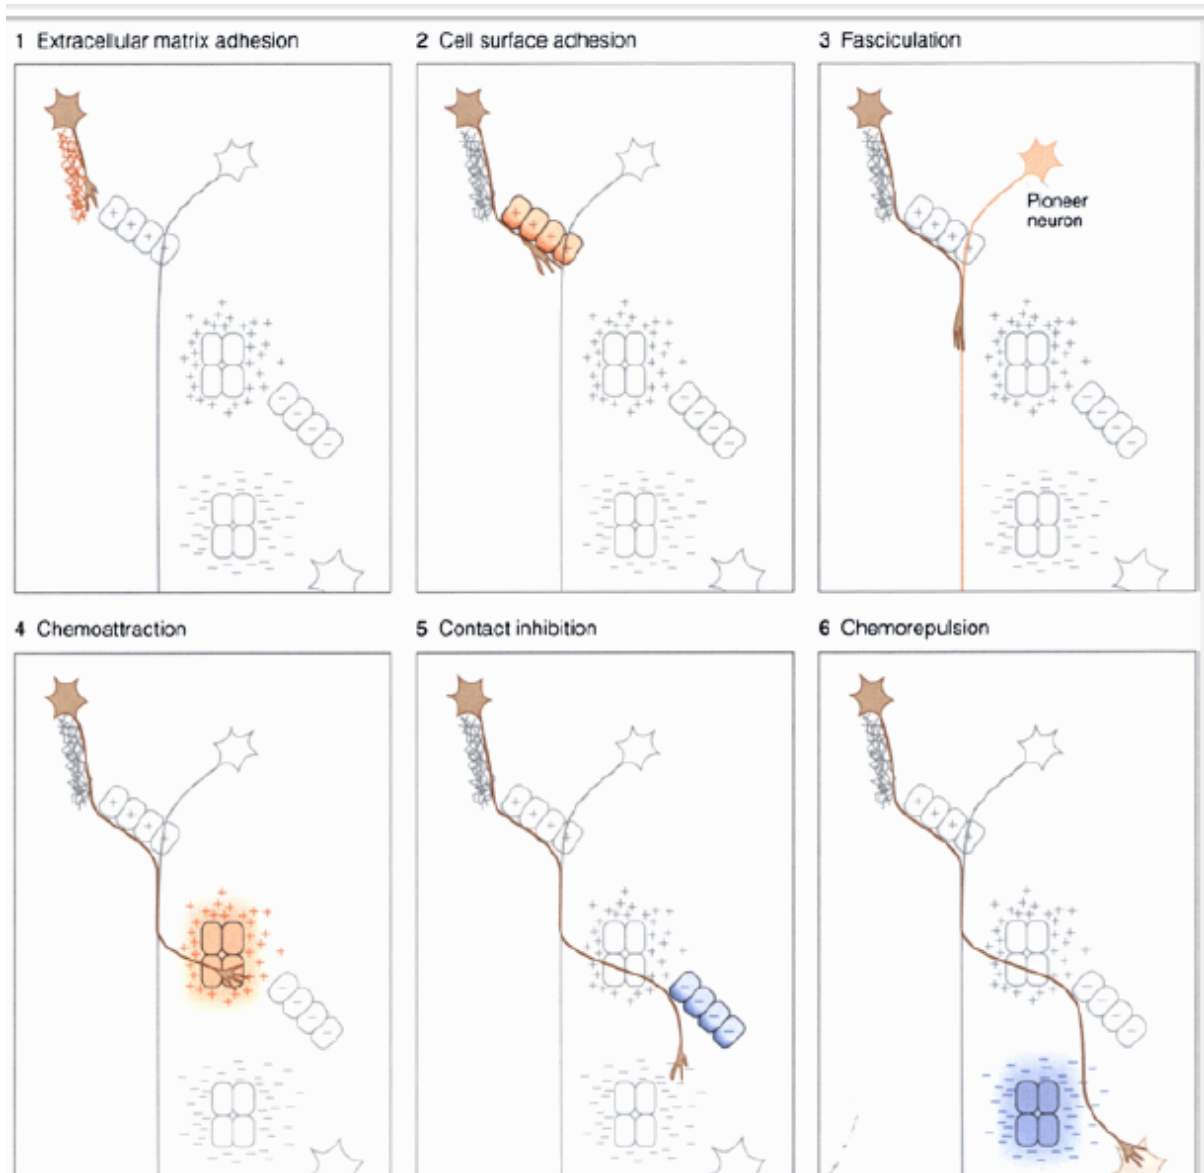 1 Extracellular matrix adhesion
2 Cell surface adhesion
3 Fasciculation
Pioneer
neuron
4 Chemoattraction
5 Contact inhibition
6 Chemorepulsion